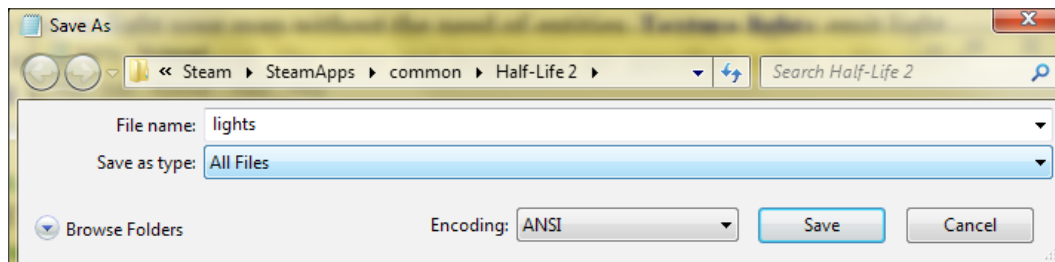 Save As
« Steam ▸ SteamApps ▸ common ▸ Half-Life 2 ▸
Search Half-Life 2
File name: lights
Save as type: All Files
Browse Folders
Encoding: ANSI
Save
Cancel